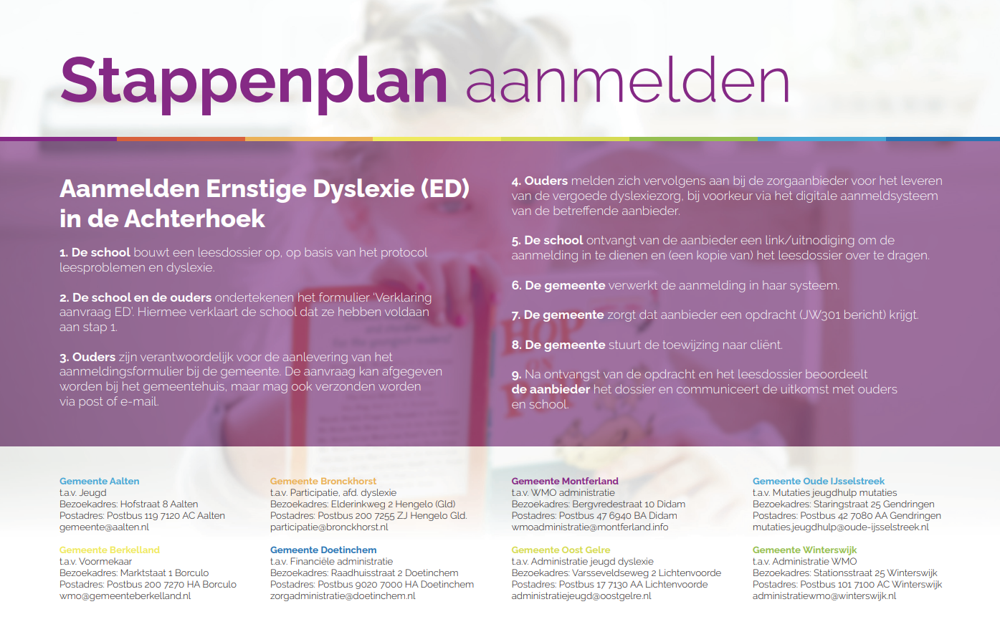 Stappenplan aanmelden
Aanmelden Ernstige Dyslexie (ED)
in de Achterhoek
1. De school bouwt een leesdossier op, op basis van het protocol
leesproblemen en dyslexie.
2. De school en de ouders ondertekenen het formulier ‘Verklaring
aanvraag ED’. Hiermee verklaart de school dat ze hebben voldaan
aan stap 1.
3. Ouders zijn verantwoordelijk voor de aanlevering van het
aanmeldingsformulier bij de gemeente. De aanvraag kan afgegeven
worden bij het gemeentehuis, maar mag ook verzonden worden
via post of e-mail.
4. Ouders melden zich vervolgens aan bij de zorgaanbieder voor het leveren
van de vergoede dyslexiezorg, bij voorkeur via het digitale aanmeldsysteem
van de betreffende aanbieder.
5. De school ontvangt van de aanbieder een link/uitnodiging om de
aanmelding in te dienen en (een kopie van) het leesdossier over te dragen.
6. De gemeente verwerkt de aanmelding in haar systeem.
7. De gemeente zorgt dat aanbieder een opdracht (JW301 bericht) krijgt.
8. De gemeente stuurt de toewijzing naar cliënt.
9. Na ontvangst van de opdracht en het leesdossier beoordeelt
de aanbieder het dossier en communiceert de uitkomst met ouders
en school.
HOP
Gemeente Aalten
t.a.v. Jeugd
Bezoekadres: Hofstraat 8 Aalten
Postadres: Postbus 119 7120 AC Aalten
gemeente@aalten.nl
Gemeente Bronckhorst
t.a.v. Participatie, afd. dyslexie
Bezoekadres: Elderinkweg 2 Hengelo (Gld)
Postadres: Postbus 200 7255 ZJ Hengelo Gld.
participatie@bronckhorst.nl
Gemeente Montferland
t.a.v. WMO administratie
Bezoekadres: Bergvredestraat 10 Didam
Postadres: Postbus 47 6940 BA Didam
wmoadministratie@montferland.info
Gemeente Oude IJsselstreek
t.a.v. Mutaties jeugdhulp mutaties
Bezoekadres: Staringstraat 25 Gendringen
Postadres: Postbus 42 7080 AA Gendringen
mutaties.jeugdhulp@oude-ijsselstreek.nl
Gemeente Berkelland
t.a.v. Voormekaar
Bezoekadres: Marktstaat 1 Borculo
Postadres: Postbus 200 7270 HA Borculo
wmo@gemeenteberkelland.nl
Gemeente Doetinchem
t.a.v. Financiële administratie
Bezoekadres: Raadhuisstraat 2 Doetinchem
Postadres: Postbus 9020 7000 HA Doetinchem
zorgadministratie@doetinchem.nl
Gemeente Oost Gelre
t.a.v. Administratie jeugd dyslexie
Bezoekadres: Varsseveldseweg 2 Lichtenvoorde
Postadres: Postbus 17 7130 AA Lichtenvoorde
administratiejeugd@oostgelre.nl
Gemeente Winterswijk
t.a.v. Administratie WMO
Bezoekadres: Stationsstraat 25 Winterswijk
Postadres: Postbus 101 7100 AC Winterswijk
administratiewmo@winterswijk.nl